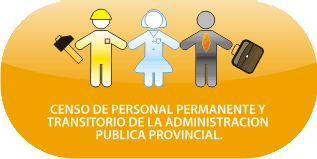 CENSO DE PERSONAL PERMANENTE Y
TRANSITORIO DE LA ADMINISTRACION
PUBLICA PROVINCIAL.